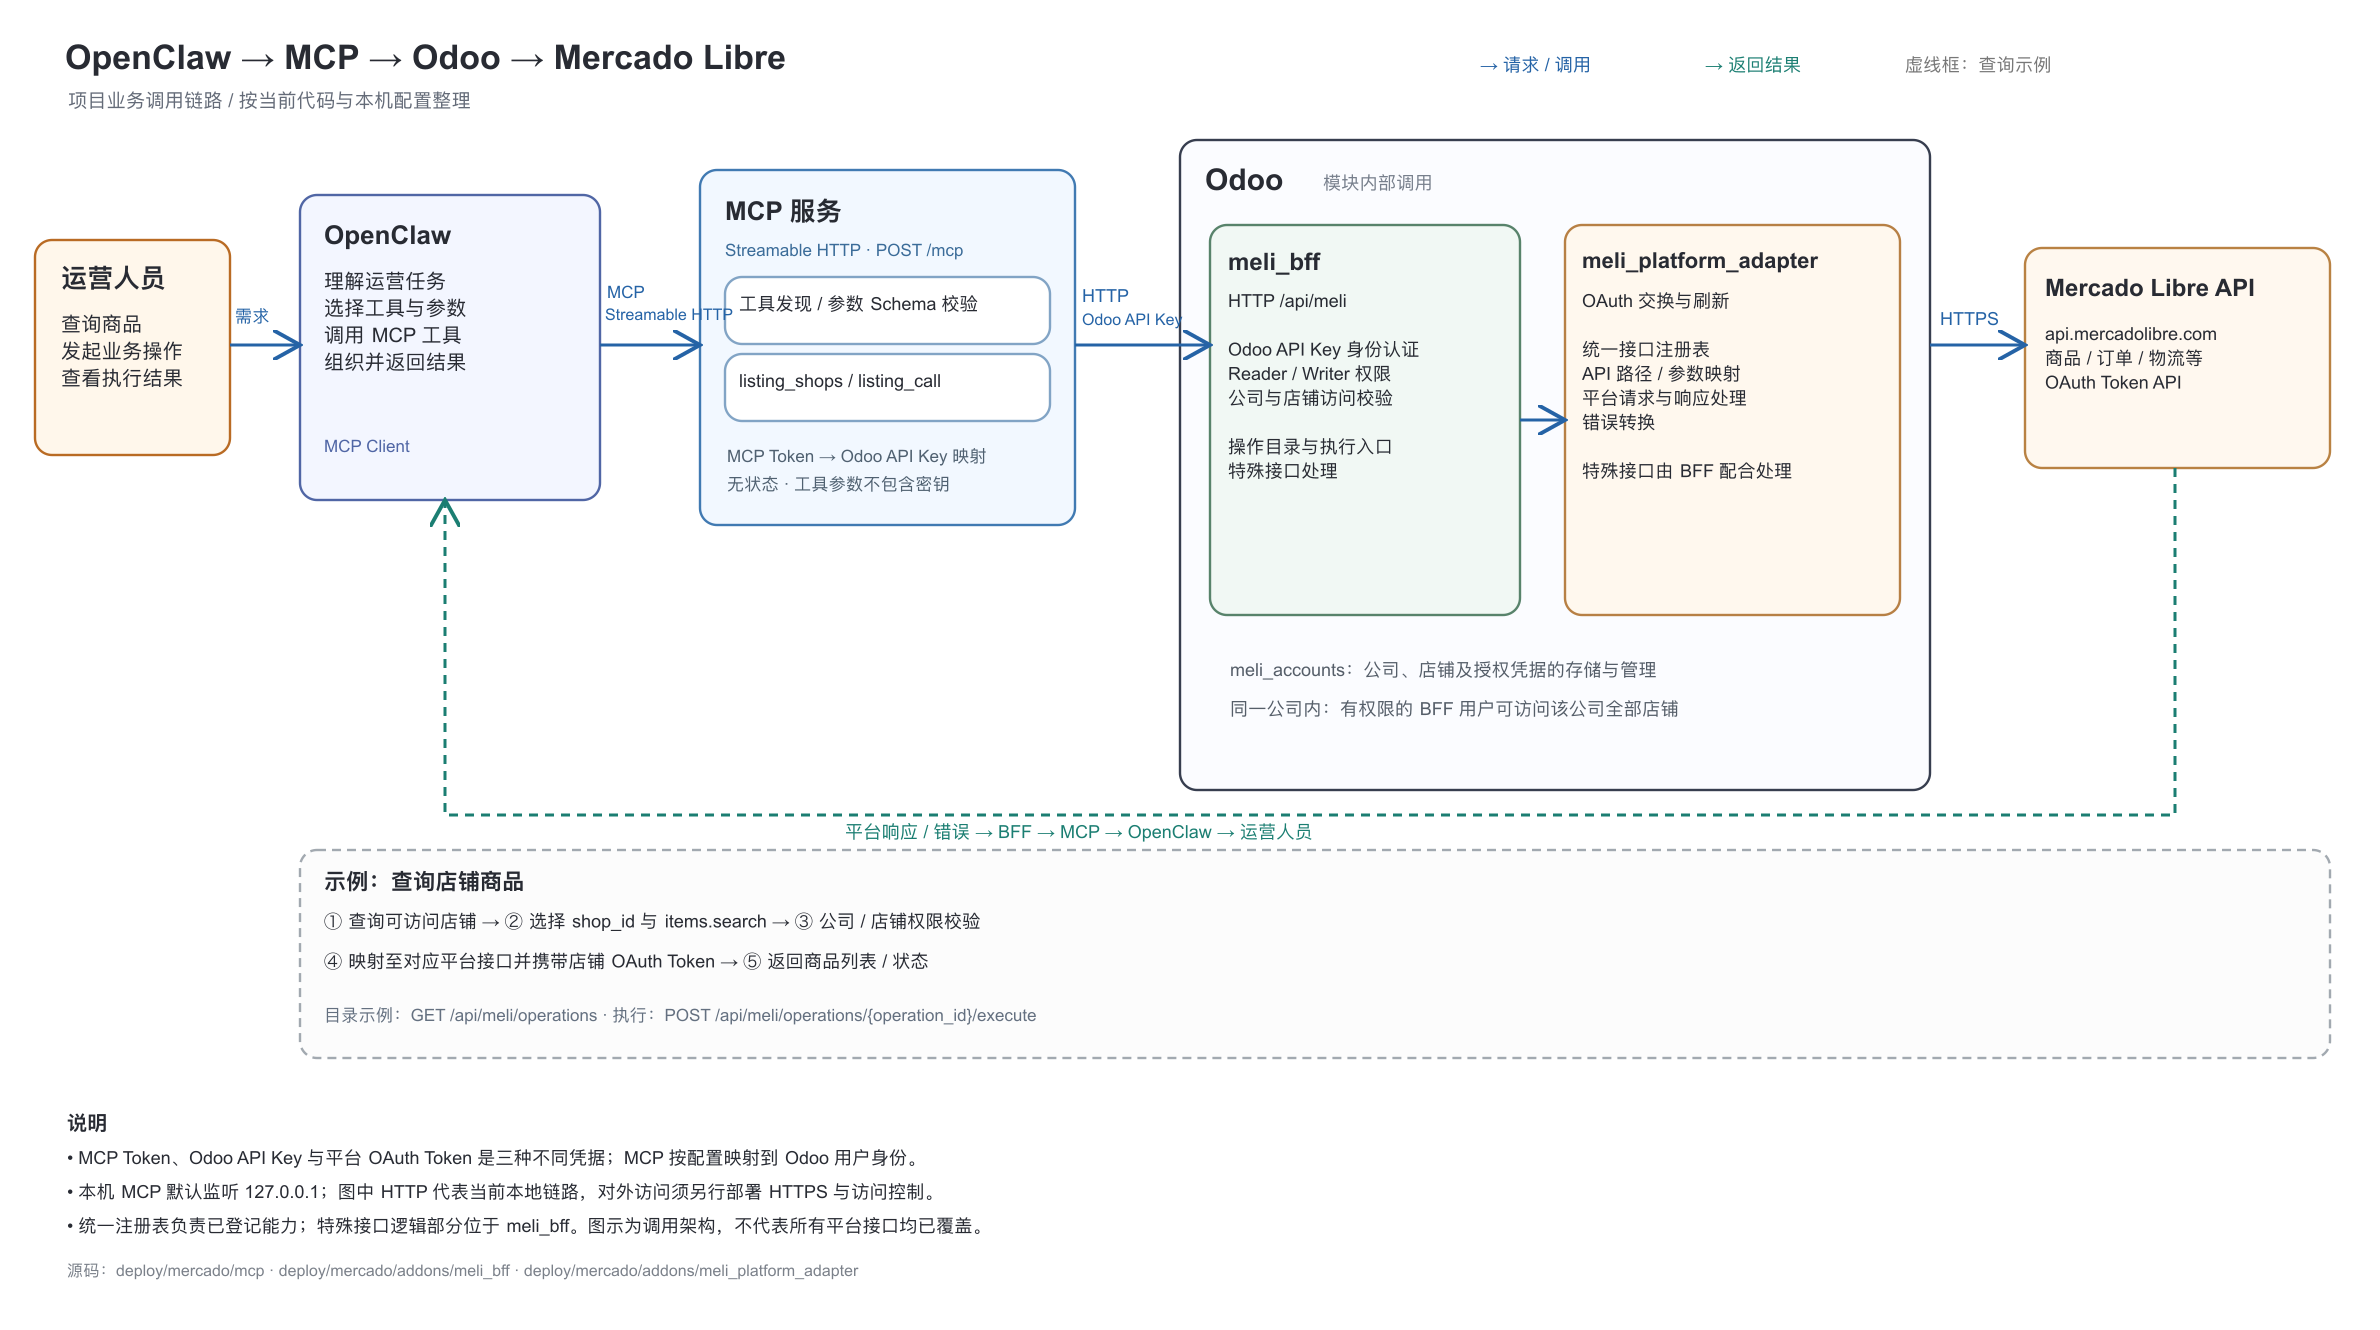 OpenClaw → MCP → Odoo → Mercado Libre
项目业务调用链路 / 按当前代码与本机配置整理
→ 请求 / 调用
→ 返回结果
虚线框：查询示例
运营人员
查询商品
发起业务操作
查看执行结果
需求
OpenClaw
理解运营任务
选择工具与参数
调用 MCP 工具
组织并返回结果
MCP Client
MCP
Streamable HTTP
MCP 服务
Streamable HTTP · POST /mcp
工具发现 / 参数 Schema 校验
listing_shops / listing_call
MCP Token → Odoo API Key 映射
无状态 · 工具参数不包含密钥
HTTP
Odoo API Key
Odoo
模块内部调用
meli_bff
HTTP /api/meli
Odoo API Key 身份认证
Reader / Writer 权限
公司与店铺访问校验
操作目录与执行入口
特殊接口处理
meli_platform_adapter
OAuth 交换与刷新
统一接口注册表
API 路径 / 参数映射
平台请求与响应处理
错误转换
特殊接口由 BFF 配合处理
meli_accounts：公司、店铺及授权凭据的存储与管理
同一公司内：有权限的 BFF 用户可访问该公司全部店铺
HTTPS
Mercado Libre API
api.mercadolibre.com
商品 / 订单 / 物流等
OAuth Token API
平台响应 / 错误 → BFF → MCP → OpenClaw → 运营人员
示例：查询店铺商品
① 查询可访问店铺 → ② 选择 shop_id 与 items.search → ③ 公司 / 店铺权限校验
④ 映射至对应平台接口并携带店铺 OAuth Token → ⑤ 返回商品列表 / 状态
目录示例：GET /api/meli/operations · 执行：POST /api/meli/operations/{operation_id}/execute
说明
• MCP Token、Odoo API Key 与平台 OAuth Token 是三种不同凭据；MCP 按配置映射到 Odoo 用户身份。
• 本机 MCP 默认监听 127.0.0.1；图中 HTTP 代表当前本地链路，对外访问须另行部署 HTTPS 与访问控制。
• 统一注册表负责已登记能力；特殊接口逻辑部分位于 meli_bff。图示为调用架构，不代表所有平台接口均已覆盖。
源码：deploy/mercado/mcp · deploy/mercado/addons/meli_bff · deploy/mercado/addons/meli_platform_adapter